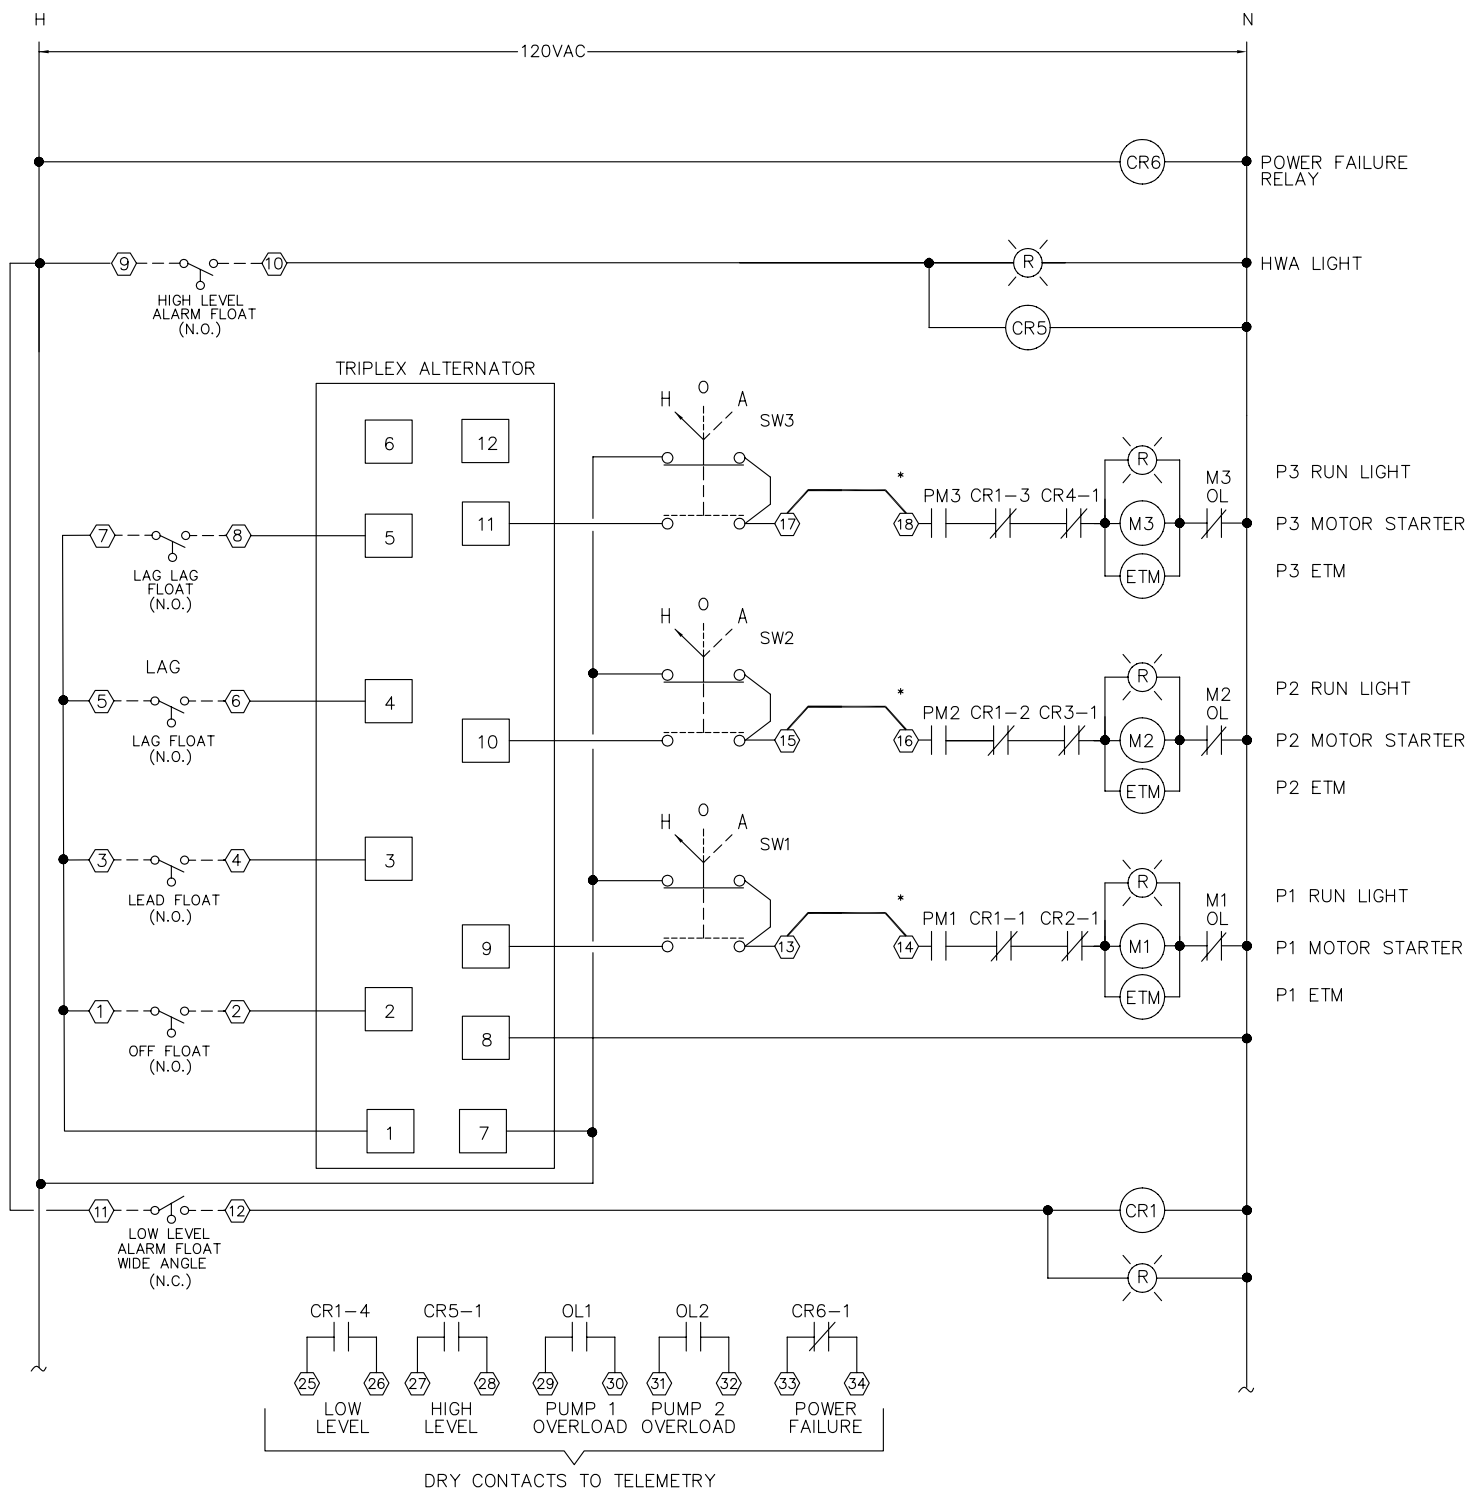 H
N
120VAC
CR6
POWER FAILURE
RELAY
9
10
R
HWA LIGHT
HIGH LEVEL
ALARM FLOAT
(N.O.)
CR5
TRIPLEX ALTERNATOR
6
12
H
O
A
SW3
R
P3 RUN LIGHT
11
17
*
18
PM3
CR1-3
CR4-1
M3
M3
OL
P3 MOTOR STARTER
7
8
5
LAG LAG
FLOAT
(N.O.)
ETM
P3 ETM
H
O
A
SW2
R
P2 RUN LIGHT
LAG
5
6
4
LAG FLOAT
(N.O.)
10
15
*
16
PM2
CR1-2
CR3-1
M2
M2
OL
P2 MOTOR STARTER
ETM
P2 ETM
H
O
A
SW1
3
4
3
LEAD FLOAT
(N.O.)
R
P1 RUN LIGHT
9
13
*
14
PM1
CR1-1
CR2-1
M1
M1
OL
P1 MOTOR STARTER
1
2
2
OFF FLOAT
(N.O.)
ETM
P1 ETM
8
1
7
11
12
CR1
LOW LEVEL
ALARM FLOAT
WIDE ANGLE
(N.C.)
R
CR1-4
CR5-1
OL1
OL2
CR6-1
25
26
27
28
29
30
31
32
33
34
LOW
LEVEL
HIGH
LEVEL
PUMP 1
OVERLOAD
PUMP 2
OVERLOAD
POWER
FAILURE
DRY CONTACTS TO TELEMETRY